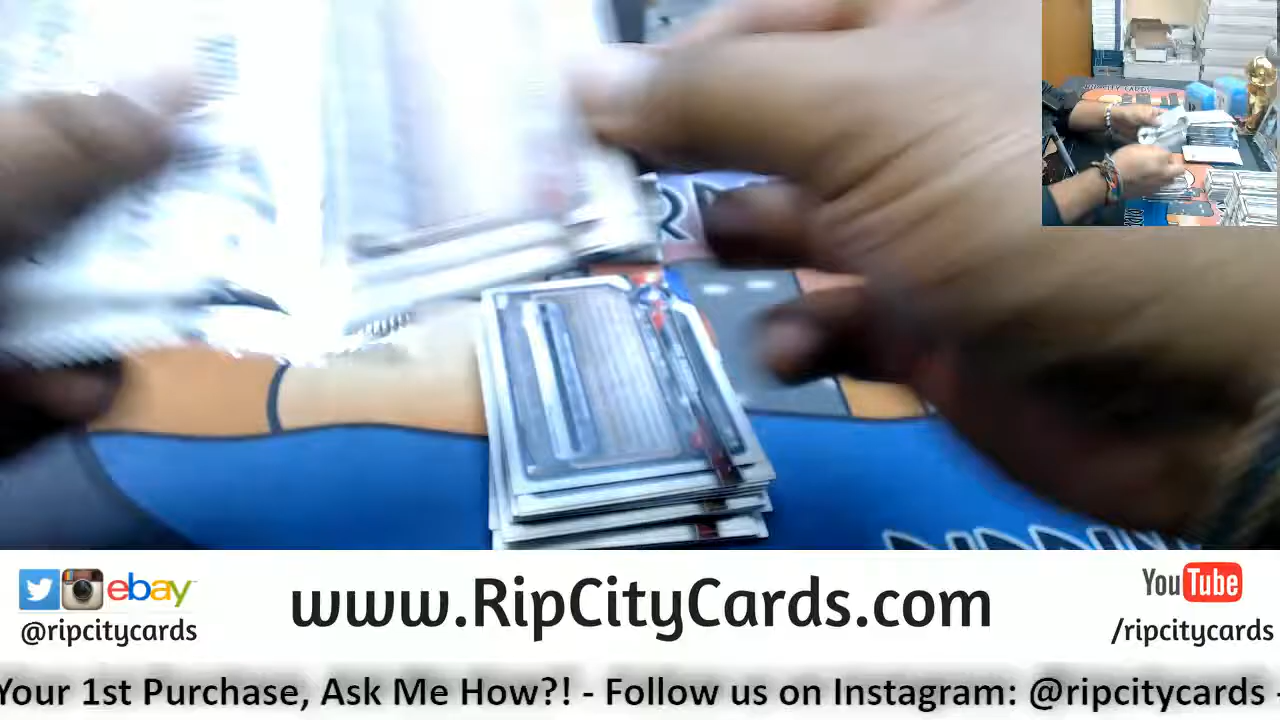 ebay
@ripcitycards
www.RipCityCards.com
YouTube
/ripcitycards
Your 1st Purchase, Ask Me How?! - Follow us on Instagram: @ripcitycards -